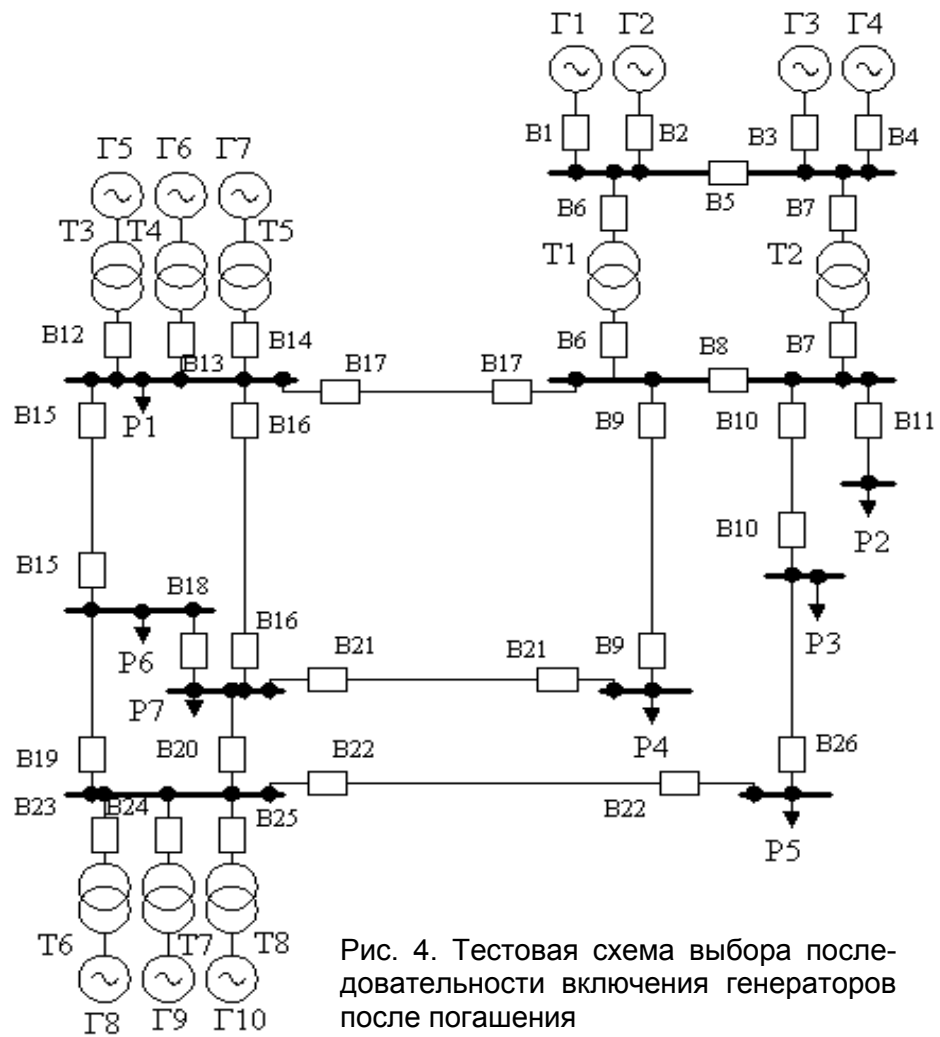 Г1 Г2 Г3 Г4
В1 В2 В3 В4
Г5 Г6 Г7
В5
В6 В7
Т3 Т4 Т5
Т1 Т2
В12 В13 В14
В6 В8 В7
В17 В17
В15 Р1 В16 В9 В10 В11
В10 Р2
В15 В18
В16 В21 В21 В9 Р3
Р6
Р7 Р4
В19 В20 В22 В26
В23 В24 В25 В22
Р5
Т6 Т7 Т8
Г8 Г9 Г10
Рис. 4. Тестовая схема выбора после-
довательности включения генераторов
после погашения